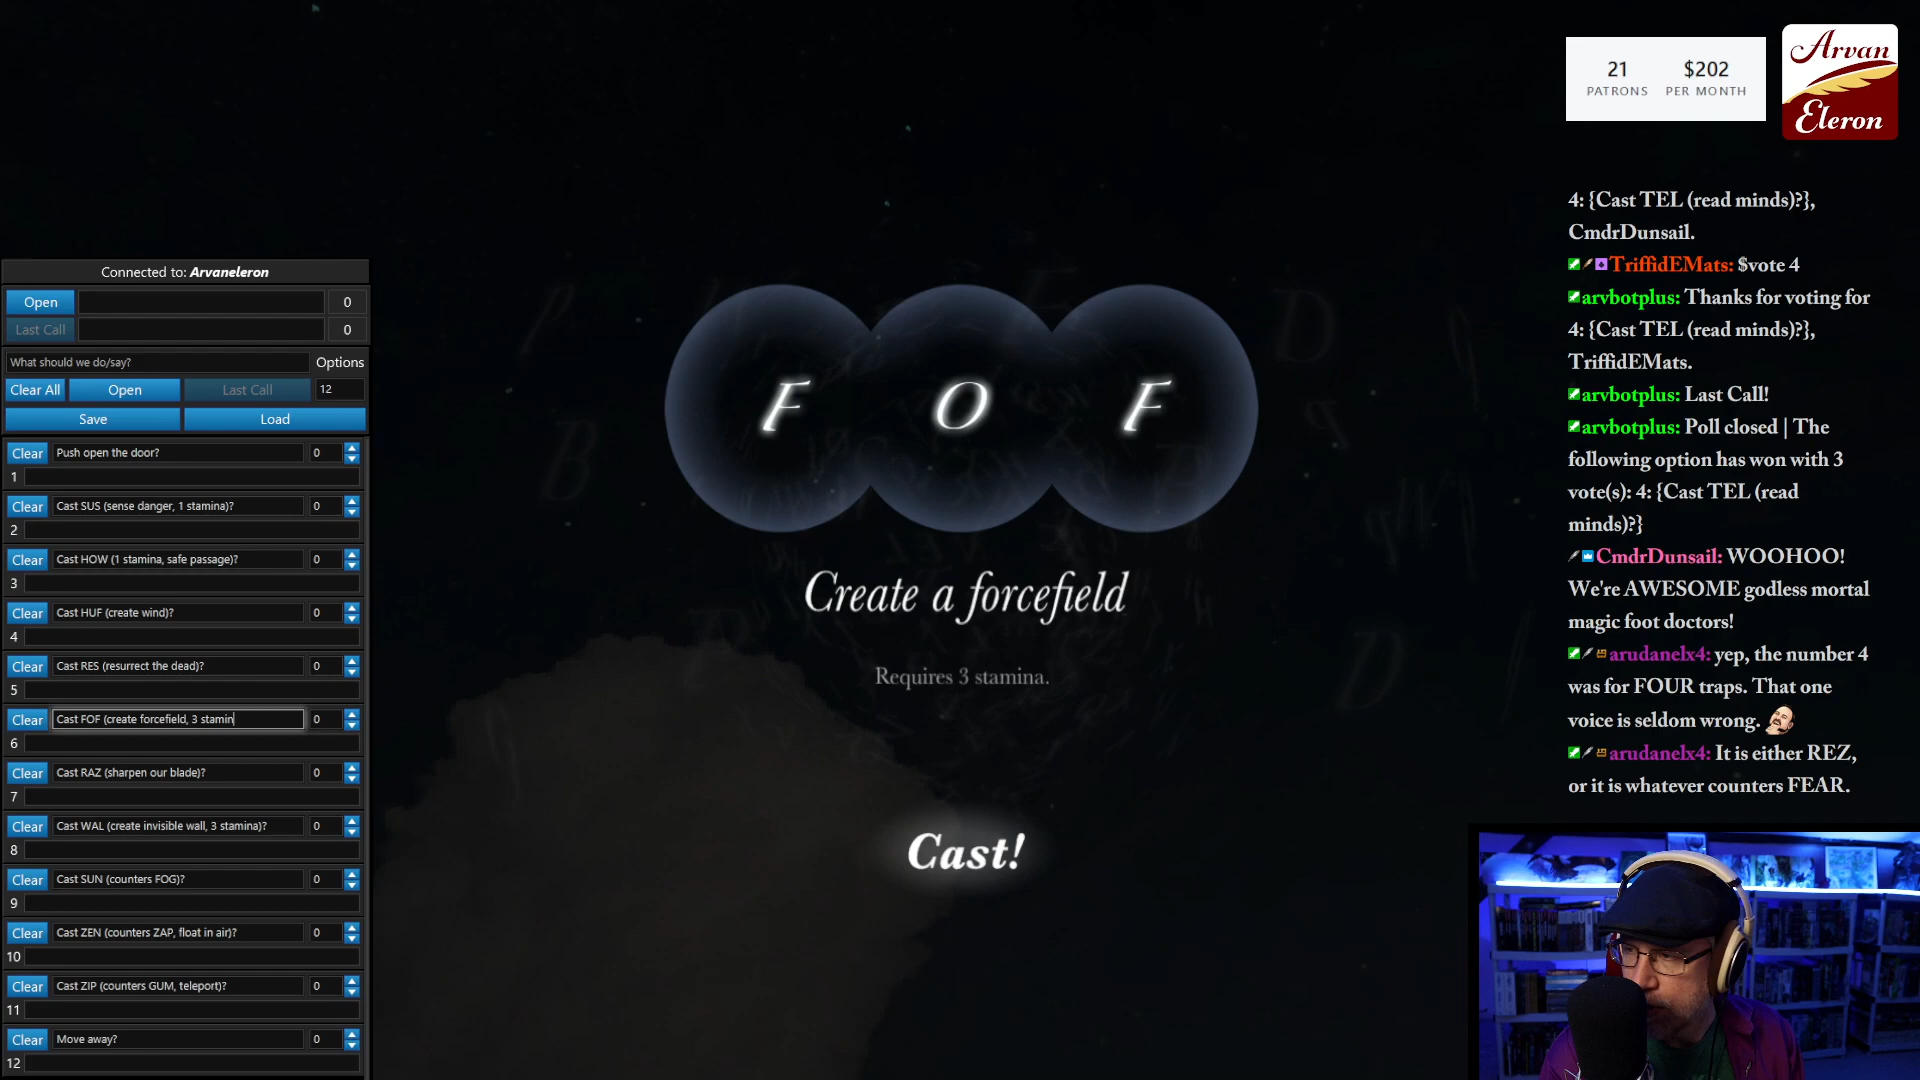 Connected to: Arvaneleron
Open 0
Last Call 0
What should we do/say? Options
Clear All Open Last Call 12
Save Load
Clear Push open the door? 0
1
Clear Cast SUS (sense danger, 1 stamina)? 0
2
Clear Cast HOW (1 stamina, safe passage)? 0
3
Clear Cast HUF (create wind)? 0
4
Clear Cast RES (resurrect the dead)? 0
5
Clear Cast FOF (create forcefield, 3 stamin 0
6
Clear Cast RAZ (sharpen our blade)? 0
7
Clear Cast WAL (create invisible wall, 3 stamina)? 0
8
Clear Cast SUN (counters FOG)? 0
9
Clear Cast ZEN (counters ZAP, float in air)? 0
10
Clear Cast ZIP (counters GUM, teleport)? 0
11
Clear Move away? 0
12
F O F
Create a forcefield
Requires 3 stamina.
Cast!
21 $202
PATRONS PER MONTH
Arvan
Eleron
4: {Cast TEL (read minds)?},
CmdrDunsail.
TriffidEMats: $vote 4
arvbotplus: Thanks for voting for
4: {Cast TEL (read minds)?},
TriffidEMats.
arvbotplus: Last Call!
arvbotplus: Poll closed | The
following option has won with 3
vote(s): 4: {Cast TEL (read
minds)?}
CmdrDunsail: WOOHOO!
We're AWESOME godless mortal
magic foot doctors!
arudanelx4: yep, the number 4
was for FOUR traps. That one
voice is seldom wrong.
arudanelx4: It is either REZ,
or it is whatever counters FEAR.